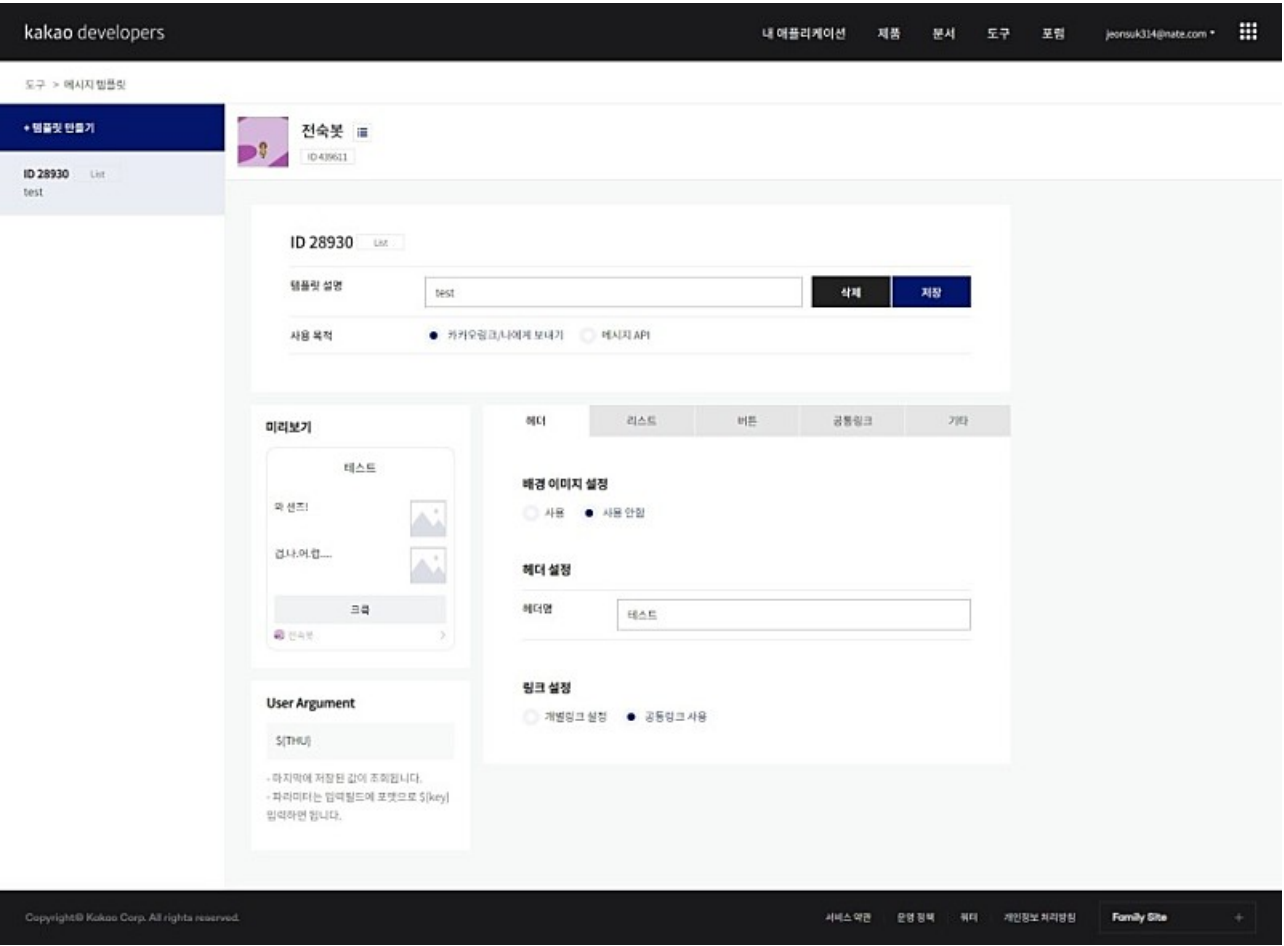 kakao developers
내 애플리케이션 제품 문서 도구 포럼 jeonsuk314@nate.com
도구 > 메시지 템플릿
+ 템플릿 만들기
ID 28930 List
test
전숙봇
ID 439611
ID 28930 List
템플릿 설명 test 삭제 저장
사용 목적 카카오링크/나에게 보내기 메시지 API
미리보기
테스트
와 샌즈!
겁.나.어.렵....
크큭
전숙봇
User Argument
${THU}
- 마지막에 저장된 값이 조회됩니다.
- 파라미터는 입력필드에 포맷으로 ${key}
입력하면 됩니다.
헤더 리스트 버튼 공통링크 기타
배경 이미지 설정
사용 사용 안함
헤더 설정
헤더명 테스트
링크 설정
개별링크 설정 공통링크 사용
Copyright© Kakao Corp. All rights reserved.
서비스 약관 운영 정책 쿼터 개인정보 처리방침 Family Site +